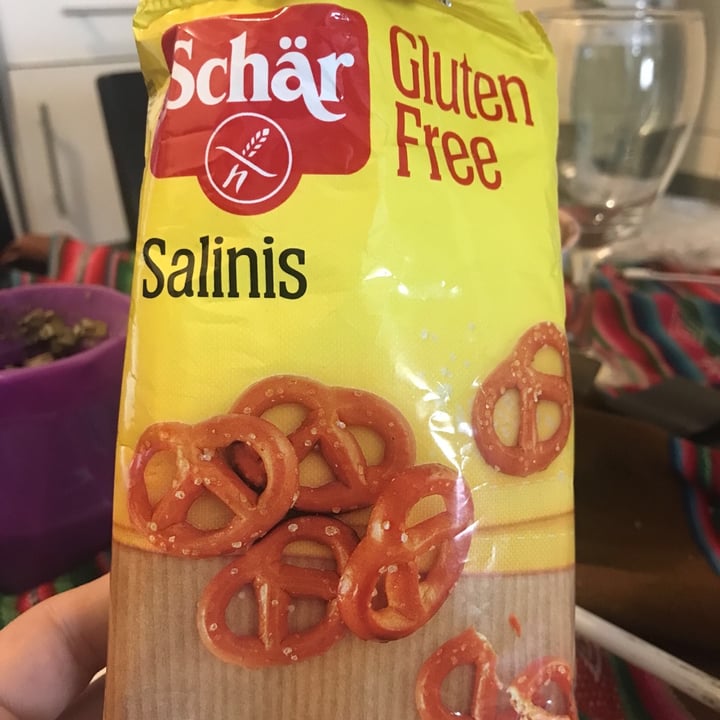 Schär
Gluten
Free
Salinis